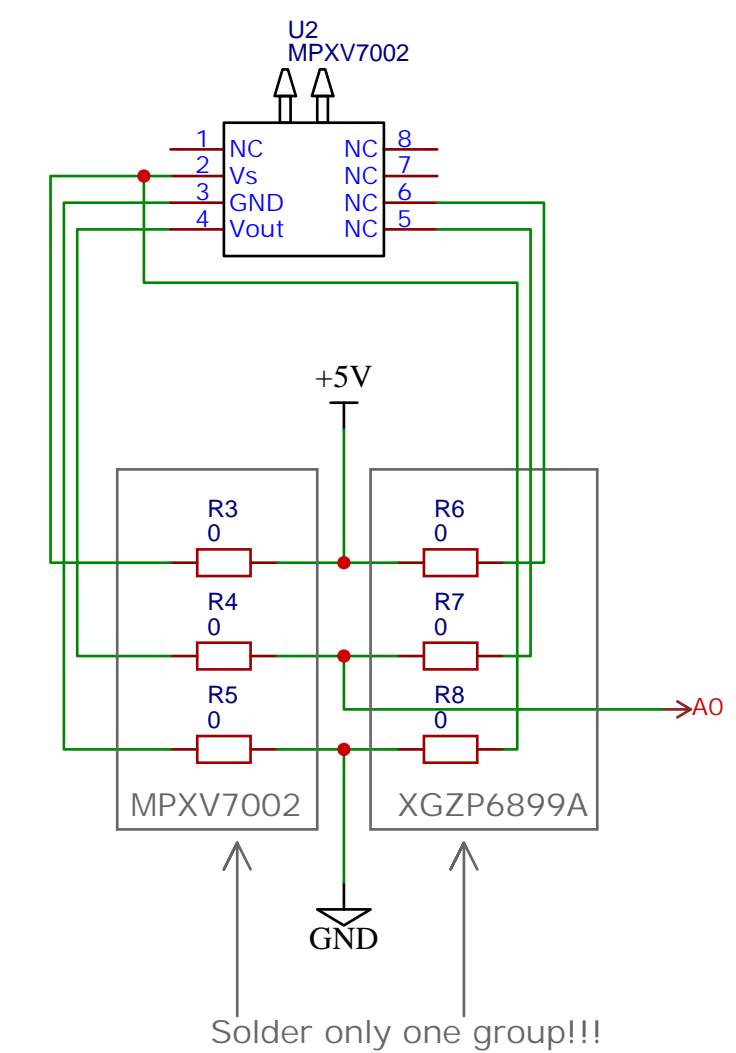 U2
MPXV7002
1 NC NC 8
2 Vs NC 7
3 GND NC 6
4 Vout NC 5
+5V
R3 R6
0 0
R4 R7
0 0
R5 R8
0 0
A0
MPXV7002 XGZP6899A
GND
Solder only one group!!!